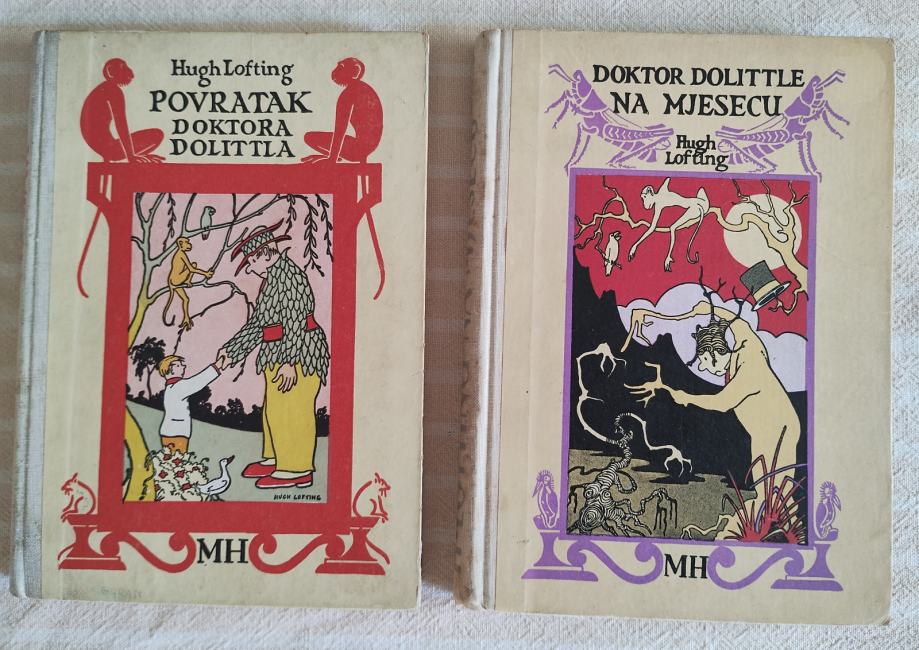 Hugh Lofting
POVRATAK
DOKTORA
DOLITTLA
HUGH LOFTING
MH
DOKTOR DOLITTLE
NA MJESECU
Hugh
Lofting
MH